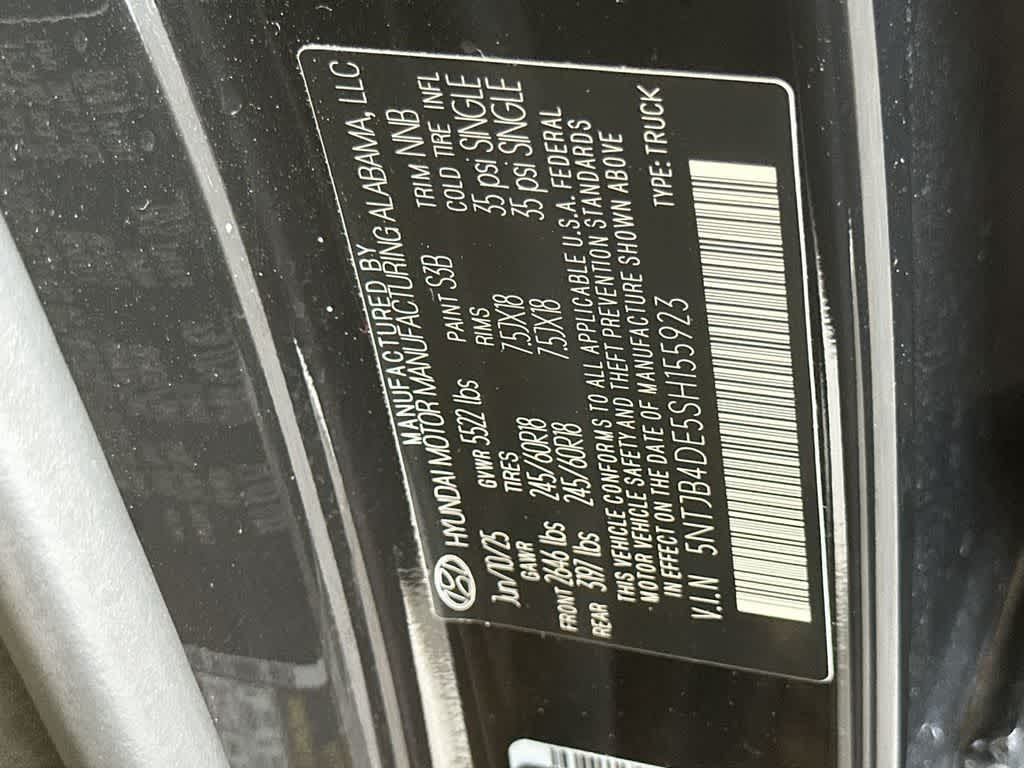 MANUFACTURED BY
HYUNDAI MOTOR MANUFACTURING ALABAMA, LLC
Jun/10/25 GVWR 5522 lbs PAINT S3B TRIM NNB
GAWR TIRES RIMS COLD TIRE INFL
FRONT 2646 lbs 245/60R18 7.5JX18 35 psi SINGLE
REAR 3197 lbs 245/60R18 7.5JX18 35 psi SINGLE
THIS VEHICLE CONFORMS TO ALL APPLICABLE U.S.A. FEDERAL
MOTOR VEHICLE SAFETY AND THEFT PREVENTION STANDARDS
IN EFFECT ON THE DATE OF MANUFACTURE SHOWN ABOVE
V.I.N 5NTJB4DE5SH155923 TYPE: TRUCK